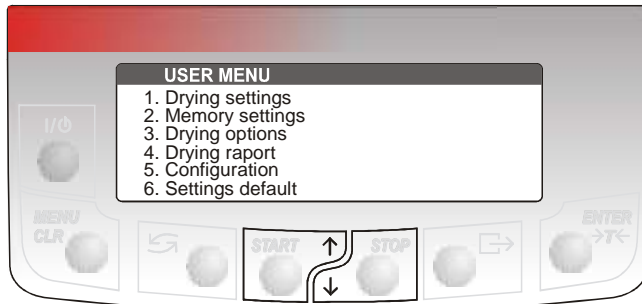 USER MENU
1. Drying settings
2. Memory settings
3. Drying options
4. Drying raport
5. Configuration
6. Settings default
I/⏻
MENU
CLR
START ↑
↓ STOP
ENTER
→T←